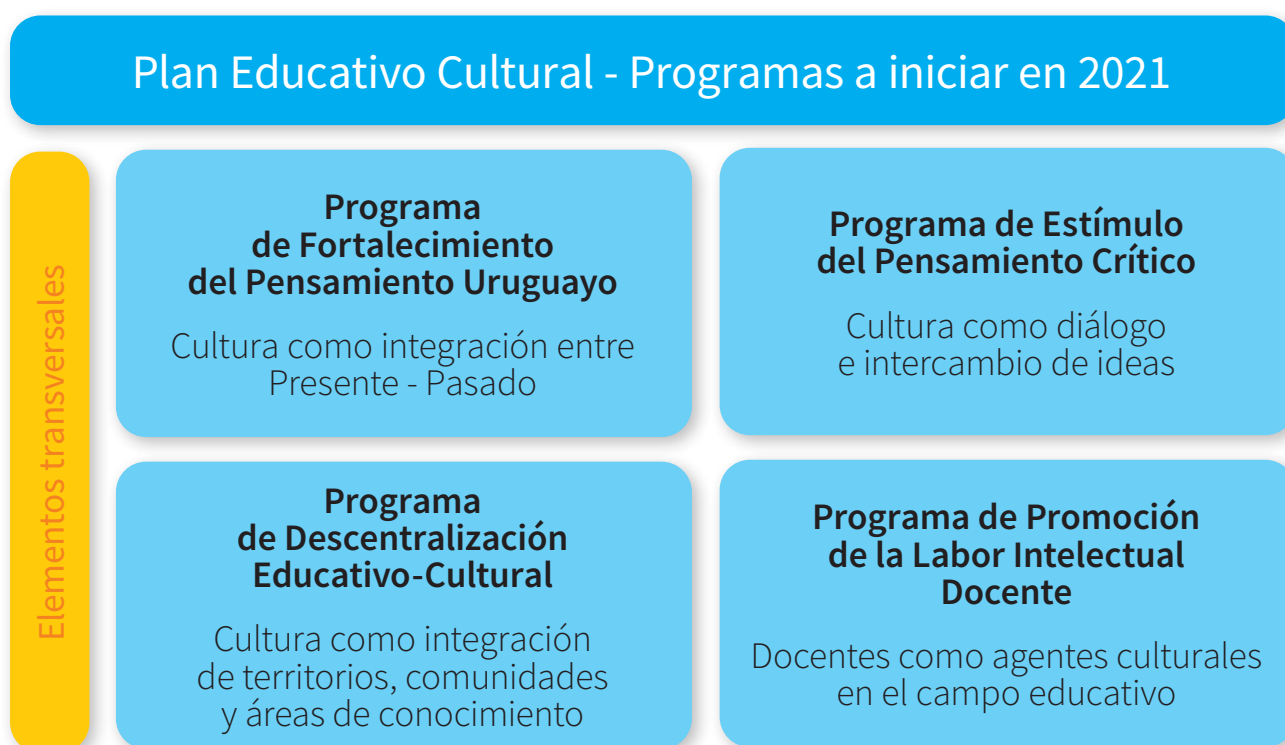 Plan Educativo Cultural - Programas a iniciar en 2021
Elementos transversales
Programa
de Fortalecimiento
del Pensamiento Uruguayo
Cultura como integración entre
Presente - Pasado
Programa de Estímulo
del Pensamiento Crítico
Cultura como diálogo
e intercambio de ideas
Programa
de Descentralización
Educativo-Cultural
Cultura como integración
de territorios, comunidades
y áreas de conocimiento
Programa de Promoción
de la Labor Intelectual
Docente
Docentes como agentes culturales
en el campo educativo